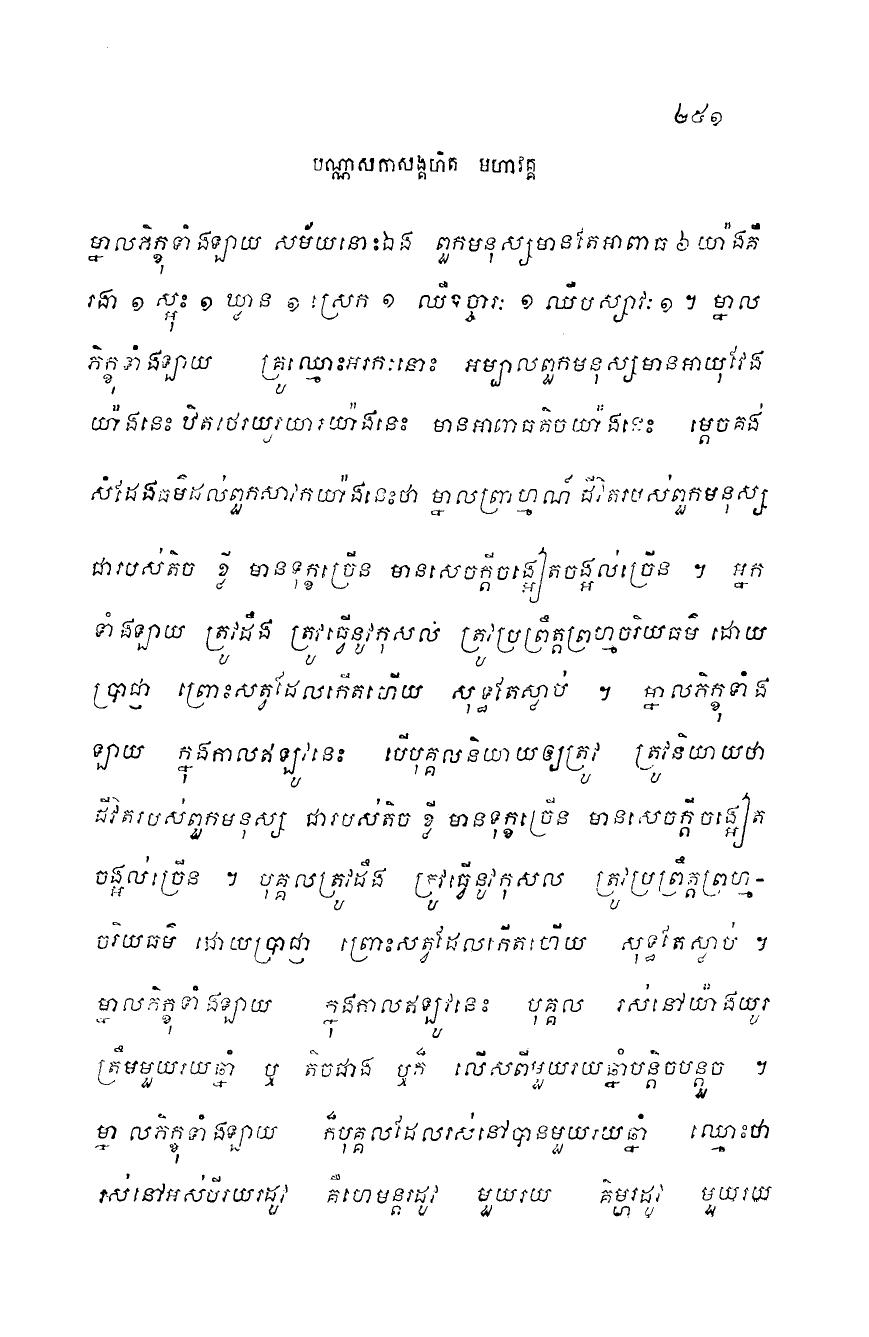 ២៥១
បណ្ណាសកាសង្គហិត មហាវគ្គ
ម្នាលភិក្ខុទាំងឡាយ សម័យនោះឯង ពួកមនុស្សមានតែអាពាធ ៦ យ៉ាងគឺ
រងា ១ ស្អុះ ១ ឃ្លាន ១ ស្រេក ១ ឈឺឧច្ចារៈ ១ ឈឺបស្សាវៈ ១ ។ ម្នាល
ភិក្ខុទាំងឡាយ គ្រូឈ្មោះអរកៈនោះ អម្បាលពួកមនុស្សមានអាយុវែង
យ៉ាងនេះ ឋិតថេរយូរយារយ៉ាងនេះ មានអាពាធតិចយ៉ាងនេះ ម្តេចគង់
សំដែងធម៌ដល់ពួកសាវកយ៉ាងនេះថា ម្នាលព្រាហ្មណ៍ ជីវិតរបស់ពួកមនុស្ស
ជារបស់តិច ខ្លី មានទុក្ខច្រើន មានសេចក្តីចង្អៀតចង្អល់ច្រើន ។ អ្នក
ទាំងឡាយ ត្រូវដឹង ត្រូវធ្វើនូវកុសល់ ត្រូវប្រព្រឹត្តព្រហ្មចរិយធម៌ ដោយ
ប្រាជ្ញា ព្រោះសត្វដែលកើតហើយ សុទ្ធតែស្លាប់ ។ ម្នាលភិក្ខុទាំង
ឡាយ ក្នុងកាលឥឡូវនេះ បើបុគ្គលនិយាយឲ្យត្រូវ ត្រូវនិយាយថា
ជីវិតរបស់ពួកមនុស្ស ជារបស់តិច ខ្លី មានទុក្ខច្រើន មានសេចក្តីចង្អៀត
ចង្អល់ច្រើន ។ បុគ្គលត្រូវដឹង ត្រូវធ្វើនូវកុសល ត្រូវប្រព្រឹត្តព្រហ្ម-
ចរិយធម៌ ដោយប្រាជ្ញា ព្រោះសត្វដែលកើតហើយ សុទ្ធតែស្លាប់ ។
ម្នាលភិក្ខុទាំងឡាយ ក្នុងកាលឥឡូវនេះ បុគ្គល រស់នៅយ៉ាងយូរ
ត្រឹមមួយរយឆ្នាំ ឬ តិចជាង ឬក៏ លើសពីមួយរយឆ្នាំបន្តិចបន្តួច ។
ម្នាលភិក្ខុទាំងឡាយ ក៏បុគ្គលដែលរស់នៅបានមួយរយឆ្នាំ ឈ្មោះថា
រស់នៅអស់បីរយរដូវ គឺហេមន្តរដូវ មួយរយ គិម្ហរដូវ មួយរយ